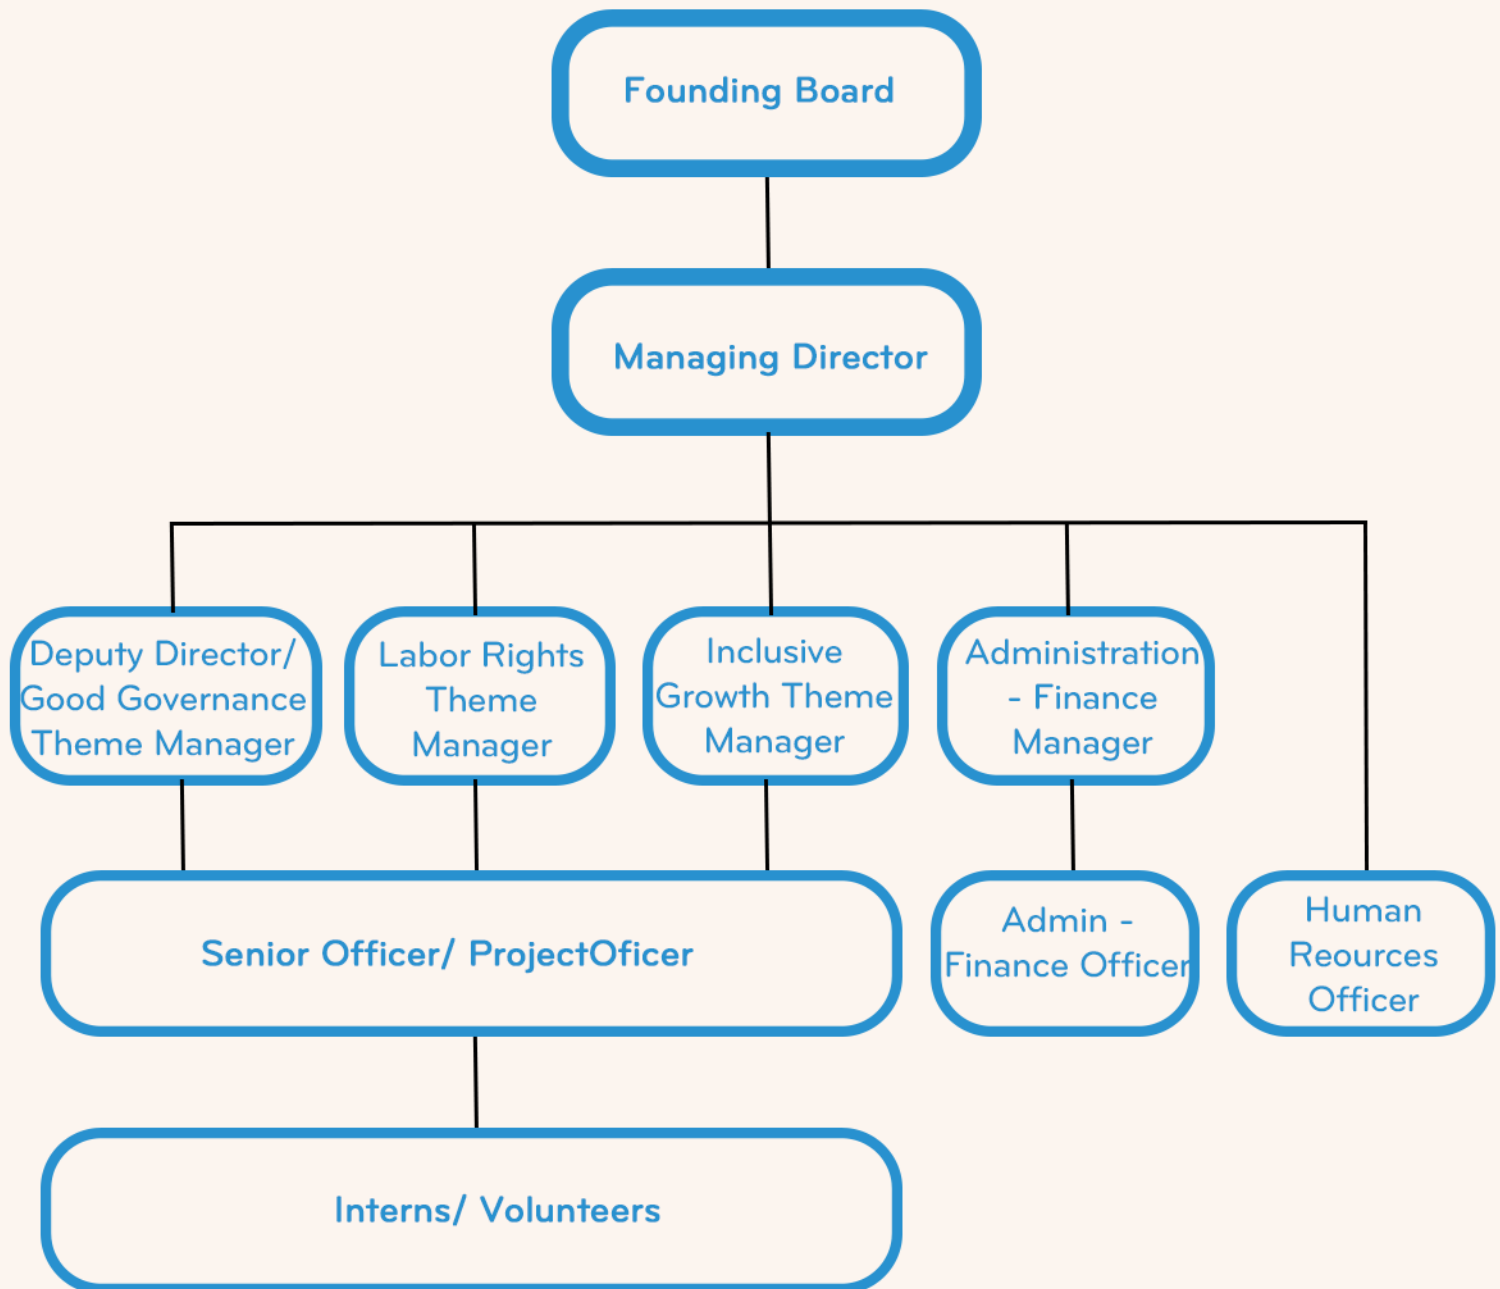 Founding Board
Managing Director
Deputy Director/
Good Governance
Theme Manager
Labor Rights
Theme
Manager
Inclusive
Growth Theme
Manager
Administration
- Finance
Manager
Senior Officer/ ProjectOficer
Admin -
Finance Officer
Human
Reources
Officer
Interns/ Volunteers